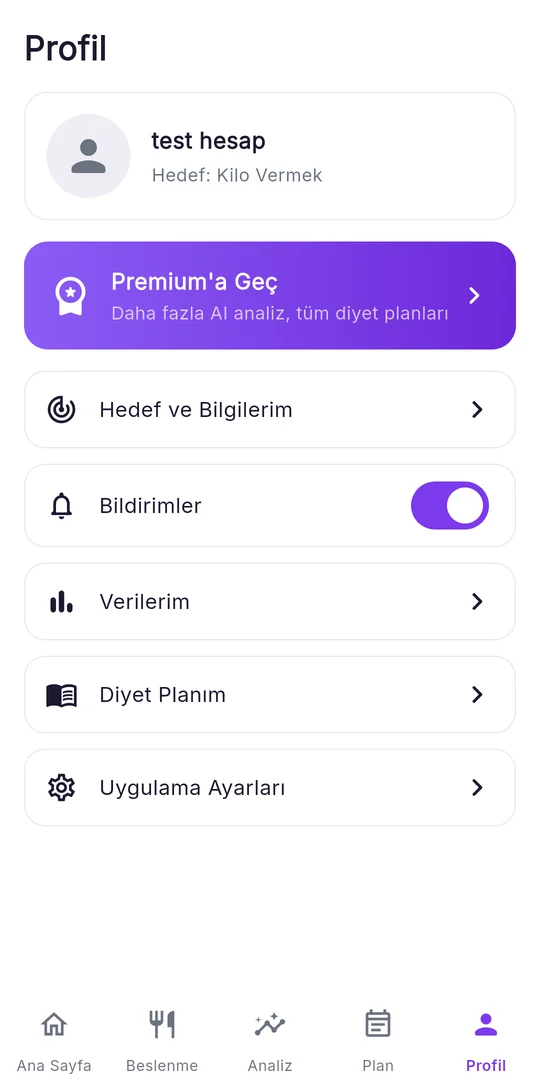 Profil
test hesap
Hedef: Kilo Vermek
Premium'a Geç
Daha fazla AI analiz, tüm diyet planları
Hedef ve Bilgilerim
Bildirimler
Verilerim
Diyet Planım
Uygulama Ayarları
Ana Sayfa
Beslenme
Analiz
Plan
Profil